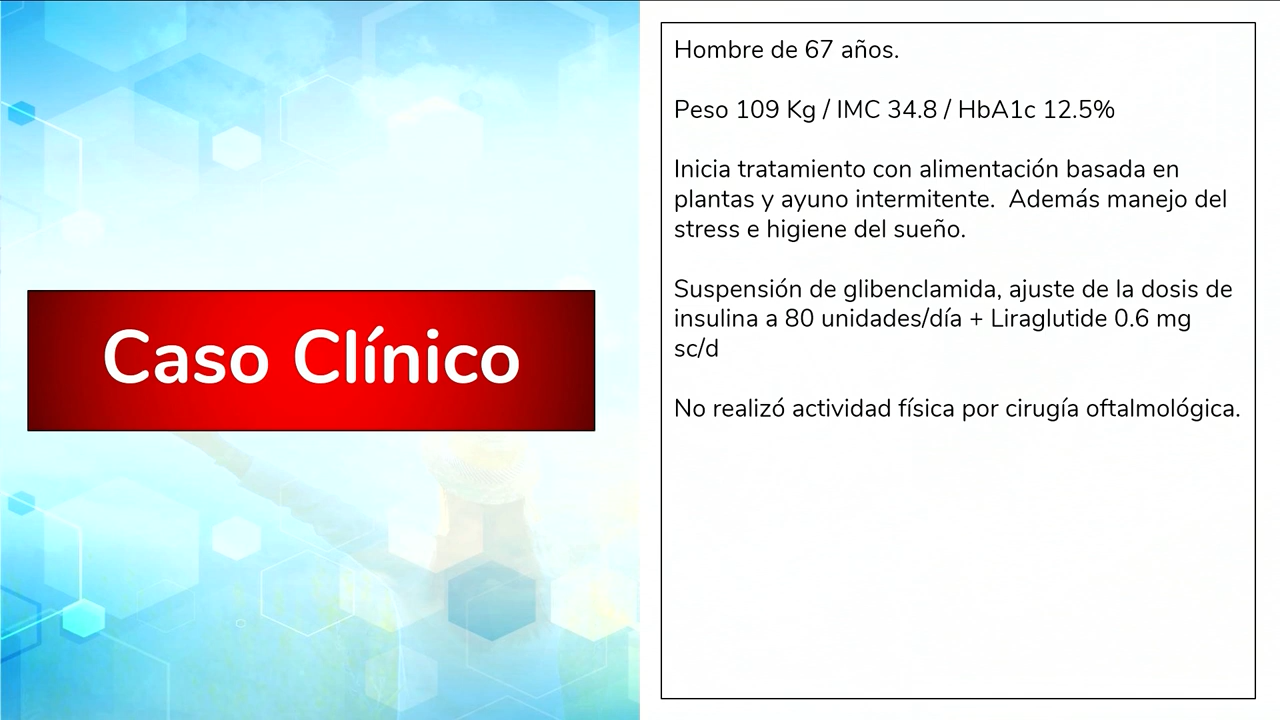 Caso Clínico
Hombre de 67 años.
Peso 109 Kg / IMC 34.8 / HbA1c 12.5%
Inicia tratamiento con alimentación basada en
plantas y ayuno intermitente.  Además manejo del
stress e higiene del sueño.
Suspensión de glibenclamida, ajuste de la dosis de
insulina a 80 unidades/día + Liraglutide 0.6 mg
sc/d
No realizó actividad física por cirugía oftalmológica.